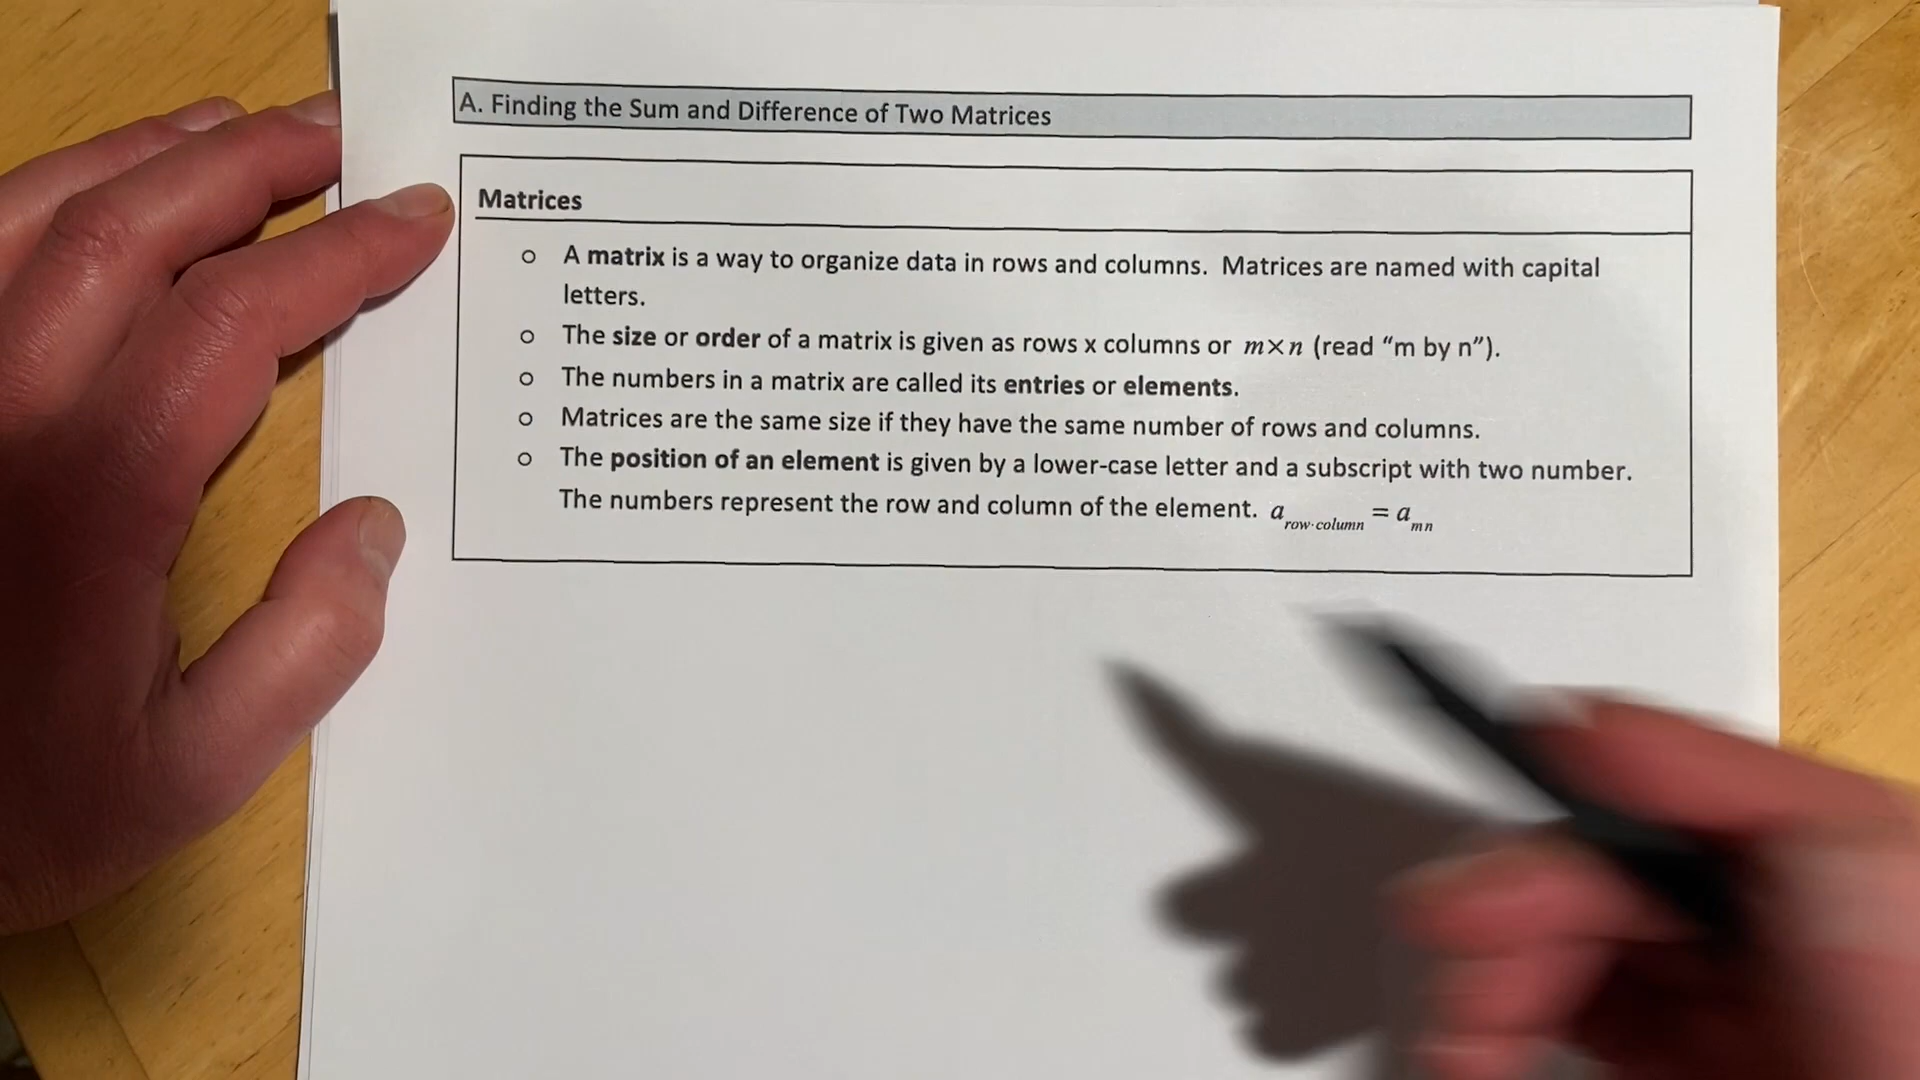 A. Finding the Sum and Difference of Two Matrices
Matrices
o A matrix is a way to organize data in rows and columns. Matrices are named with capital
letters.
o The size or order of a matrix is given as rows x columns or m×n (read “m by n”).
o The numbers in a matrix are called its entries or elements.
o Matrices are the same size if they have the same number of rows and columns.
o The position of an element is given by a lower-case letter and a subscript with two number.
The numbers represent the row and column of the element. a row·column = a mn